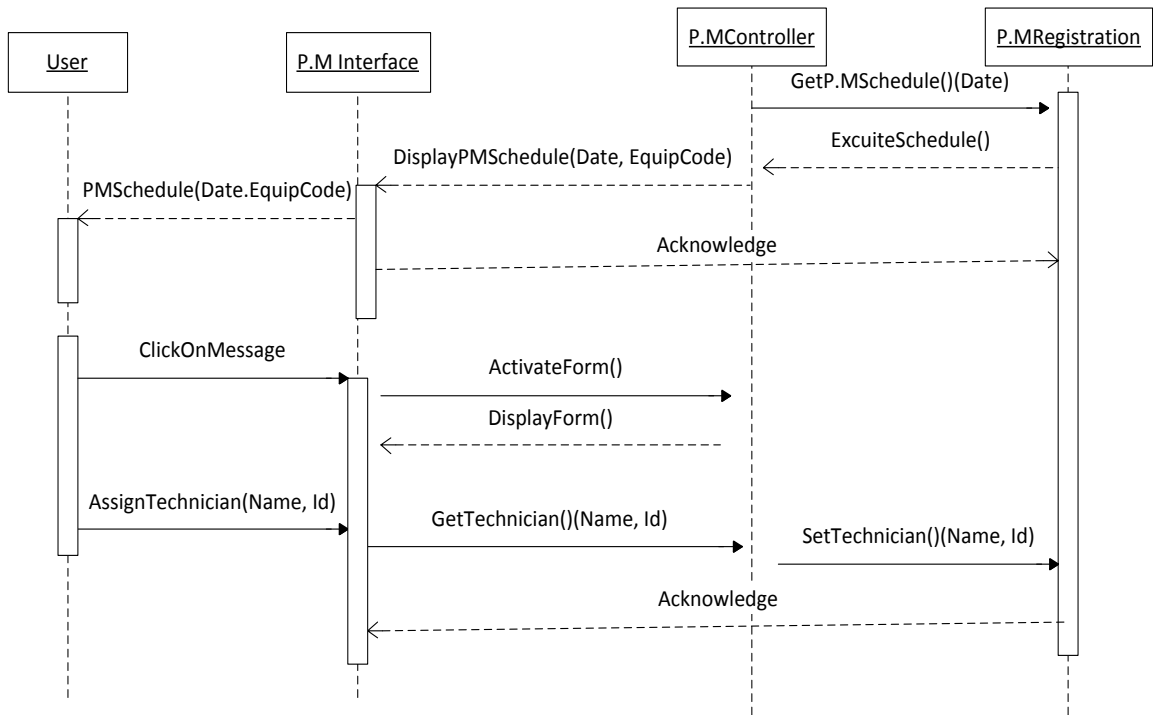 User
P.M Interface
P.MController
P.MRegistration
GetP.MSchedule()(Date)
ExcuiteSchedule()
DisplayPMSchedule(Date, EquipCode)
PMSchedule(Date.EquipCode)
Acknowledge
ClickOnMessage
ActivateForm()
DisplayForm()
AssignTechnician(Name, Id)
GetTechnician()(Name, Id)
SetTechnician()(Name, Id)
Acknowledge